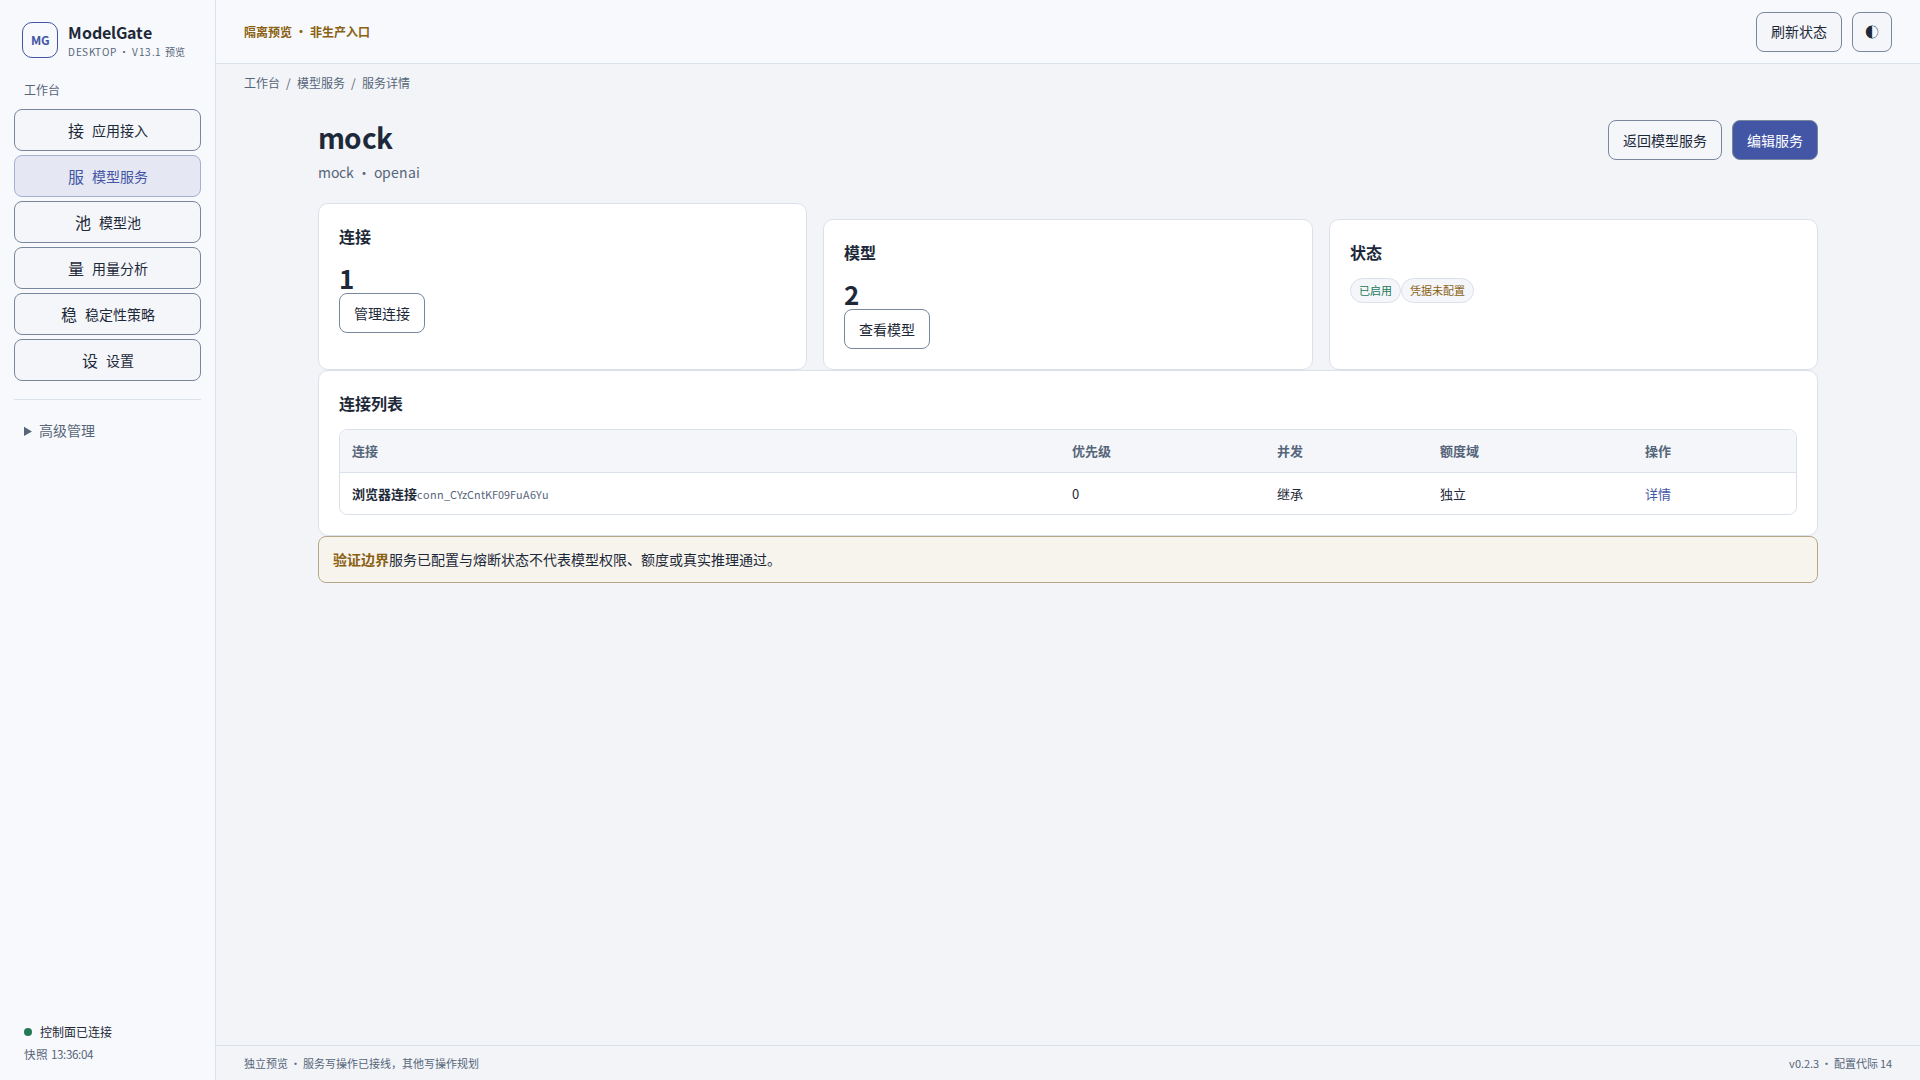 MG
ModelGate
DESKTOP · V13.1 预览
工作台
接 应用接入
服 模型服务
池 模型池
量 用量分析
稳 稳定性策略
设 设置
▶ 高级管理
控制面已连接
快照 13:36:04
隔离预览 · 非生产入口
刷新状态
工作台 / 模型服务 / 服务详情
mock
mock · openai
返回模型服务
编辑服务
连接
1
管理连接
模型
2
查看模型
状态
已启用 凭据未配置
连接列表
连接 优先级 并发 额度域 操作
浏览器连接conn_CYzCntKF09FuA6Yu 0 继承 独立 详情
验证边界服务已配置与熔断状态不代表模型权限、额度或真实推理通过。
独立预览 · 服务写操作已接线，其他写操作规划
v0.2.3 · 配置代际 14